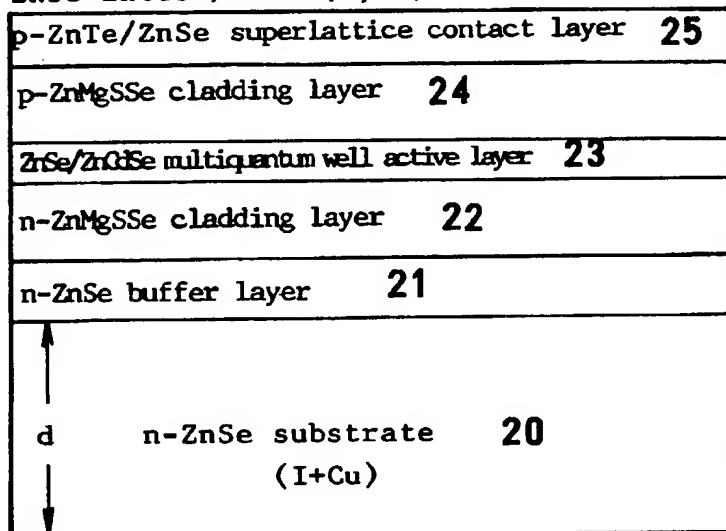 p-ZnTe/ZnSe superlattice contact layer 25
p-ZnMgSSe cladding layer 24
ZnSe/ZnCdSe multiquantum well active layer 23
n-ZnMgSSe cladding layer 22
n-ZnSe buffer layer 21
d n-ZnSe substrate 20
(I+Cu)